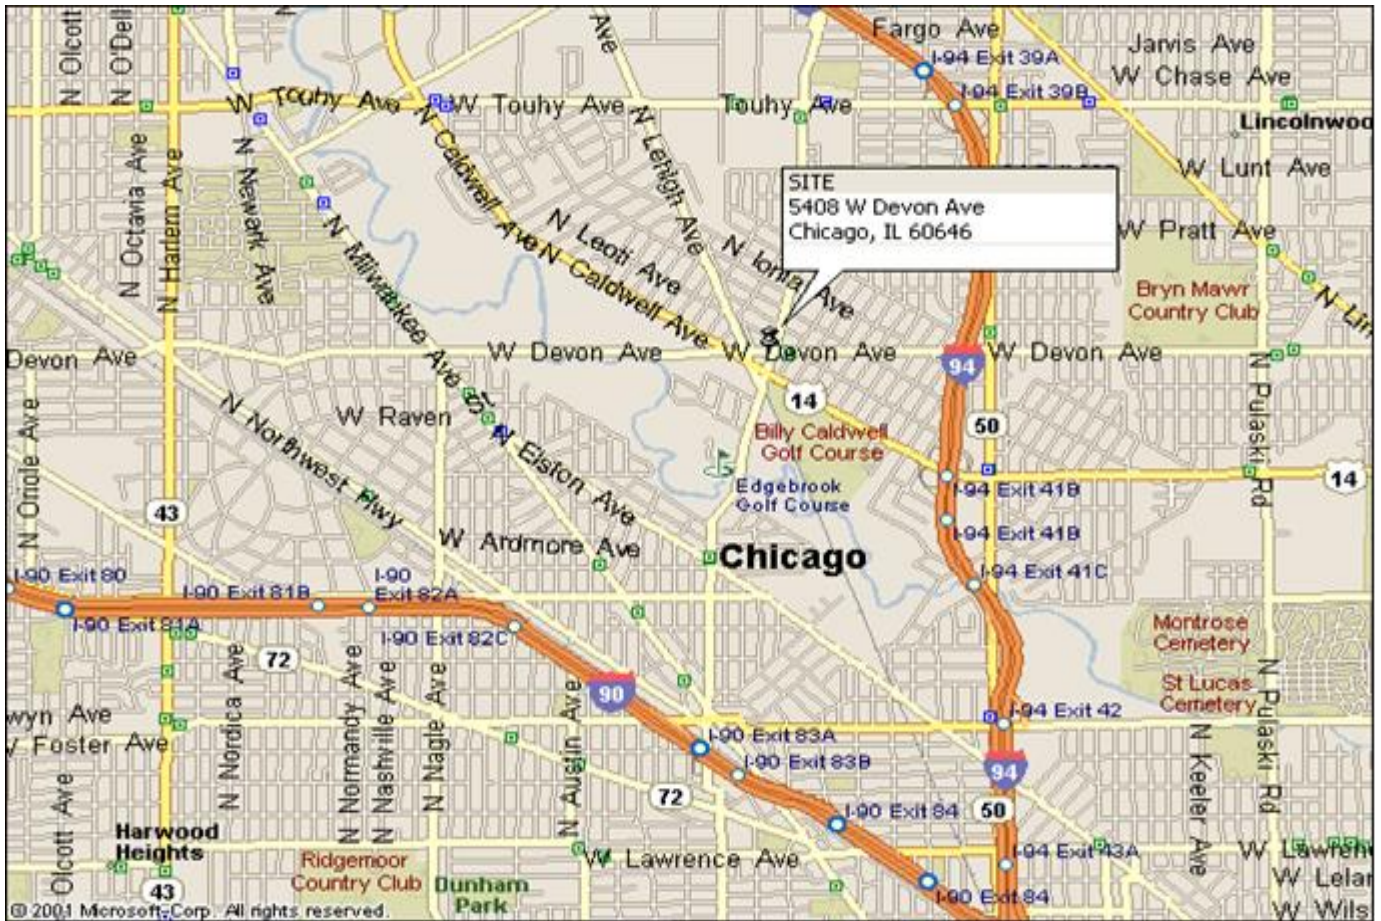 N Olcott
N O'Dell
N
Ave
Fargo Ave
I-94 Exit 39A
Jarvis Ave
W Chase Ave
I-94 Exit 39B
W Touhy Ave
W Touhy Ave
Touhy Ave
Lincolnwoo
N Octavia Ave
N Harlem Ave
N Newark Ave
N Caldwell Ave
N Lehigh Ave
W Lunt Ave
SITE
5408 W Devon Ave
Chicago, IL 60646
N Leoti Ave
N Ionia Ave
W Pratt Ave
N Milwaukee Ave
N Caldwell Ave
Bryn Mawr
Country Club
N Lin
Devon Ave
W Devon Ave
W Devon Ave
W Devon Ave
94
14
50
N Pulaski Rd
N Oriole Ave
N Northwest Hwy
W Raven
St
N Elston Ave
Billy Caldwell
Golf Course
Edgebrook
Golf Course
I-94 Exit 41B
14
43
W Ardmore Ave
Chicago
I-94 Exit 41B
I-94 Exit 41C
I-90 Exit 80
I-90 Exit 81B
I-90
Exit 82A
I-90 Exit 81A
I-90 Exit 82C
72
90
Montrose
Cemetery
St Lucas
Cemetery
wyn Ave
W Foster Ave
N Nordica Ave
N Normandy Ave
N Nashville Ave
N Nagle Ave
N Austin Ave
I-94 Exit 42
I-90 Exit 83A
I-90 Exit 83B
94
N Keeler Ave
N Pulaski Rd
72
I-90 Exit 84
50
Olcott Ave
Harwood
Heights
43
Ridgemoor
Country Club
Dunham
Park
W Lawrence Ave
I-94 Exit 43A
I-90 Exit 84
W Lawren
W Lelan
W Wils
© 2001 Microsoft Corp. All rights reserved.